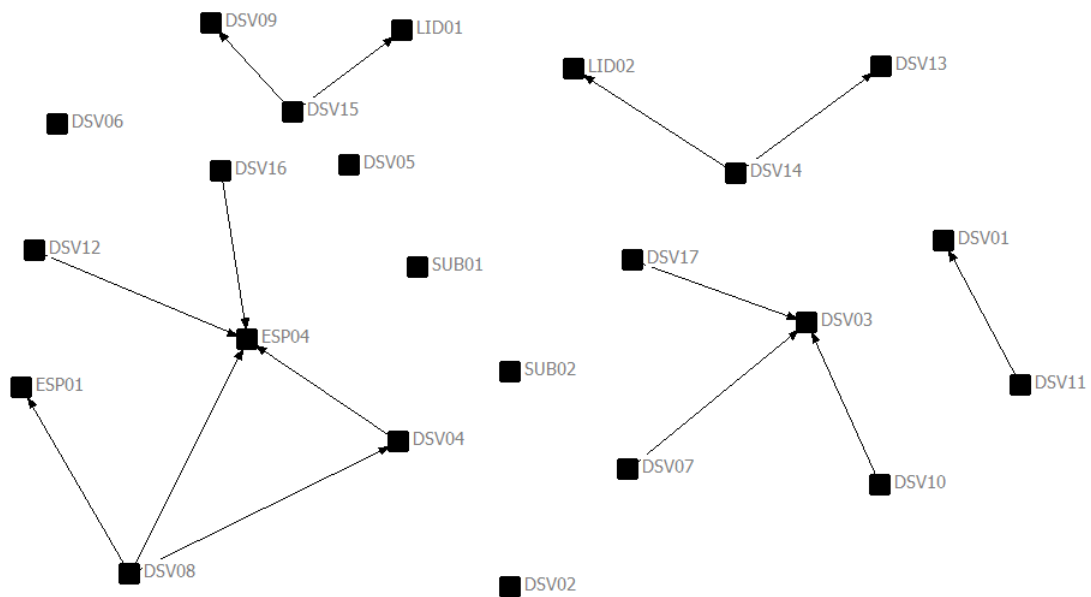 DSV09
LID01
LID02
DSV13
DSV15
DSV06
DSV05
DSV16
DSV14
DSV12
DSV01
DSV17
SUB01
DSV03
ESP04
SUB02
ESP01
DSV11
DSV04
DSV07
DSV10
DSV08
DSV02